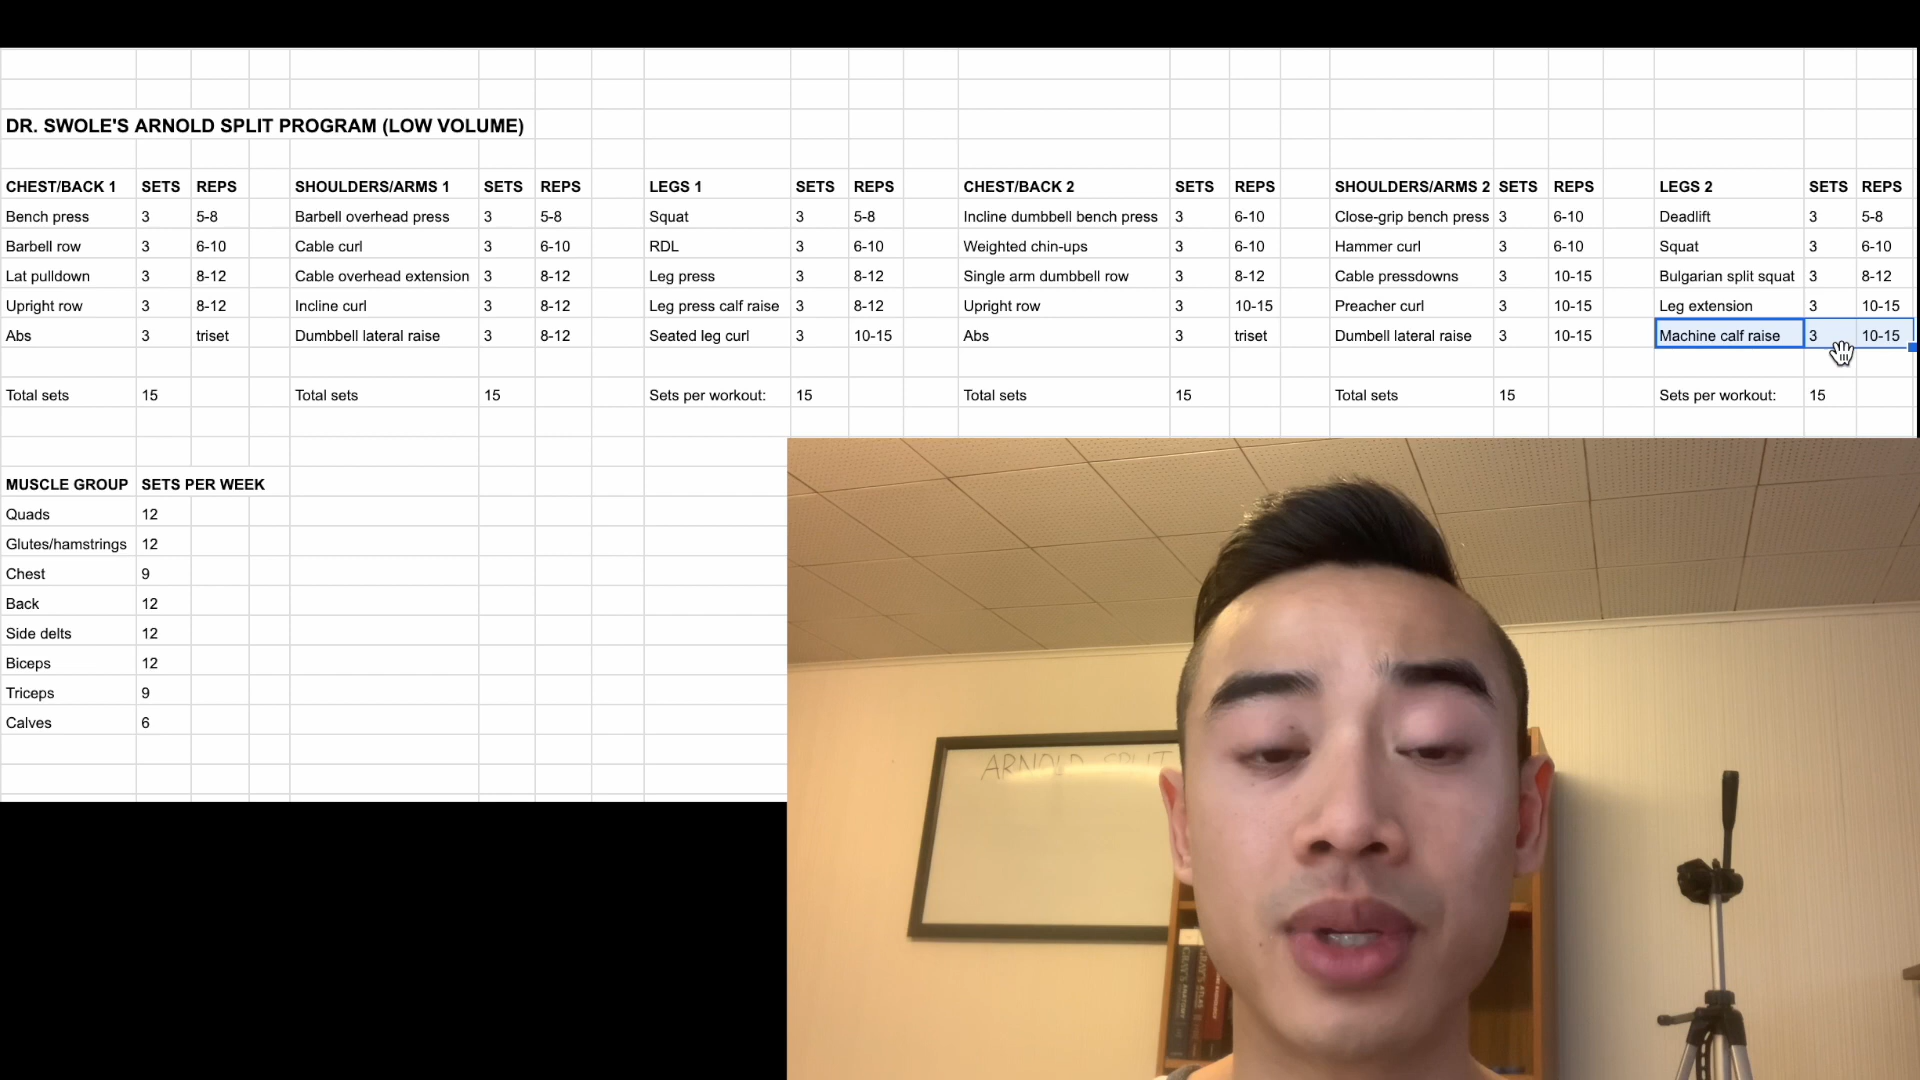 DR. SWOLE'S ARNOLD SPLIT PROGRAM (LOW VOLUME)
CHEST/BACK 1 SETS REPS SHOULDERS/ARMS 1 SETS REPS LEGS 1 SETS REPS CHEST/BACK 2 SETS REPS SHOULDERS/ARMS 2 SETS REPS LEGS 2 SETS REPS
Bench press 3 5-8 Barbell overhead press 3 5-8 Squat 3 5-8 Incline dumbbell bench press 3 6-10 Close-grip bench press 3 6-10 Deadlift 3 5-8
Barbell row 3 6-10 Cable curl 3 6-10 RDL 3 6-10 Weighted chin-ups 3 6-10 Hammer curl 3 6-10 Squat 3 6-10
Lat pulldown 3 8-12 Cable overhead extension 3 8-12 Leg press 3 8-12 Single arm dumbbell row 3 8-12 Cable pressdowns 3 10-15 Bulgarian split squat 3 8-12
Upright row 3 8-12 Incline curl 3 8-12 Leg press calf raise 3 8-12 Upright row 3 10-15 Preacher curl 3 10-15 Leg extension 3 10-15
Abs 3 triset Dumbbell lateral raise 3 8-12 Seated leg curl 3 10-15 Abs 3 triset Dumbell lateral raise 3 10-15 Machine calf raise 3 10-15
Total sets 15 Total sets 15 Sets per workout: 15 Total sets 15 Total sets 15 Sets per workout: 15
MUSCLE GROUP SETS PER WEEK
Quads 12
Glutes/hamstrings 12
Chest 9
Back 12
Side delts 12
Biceps 12
Triceps 9
Calves 6
ARNOLD SPLIT